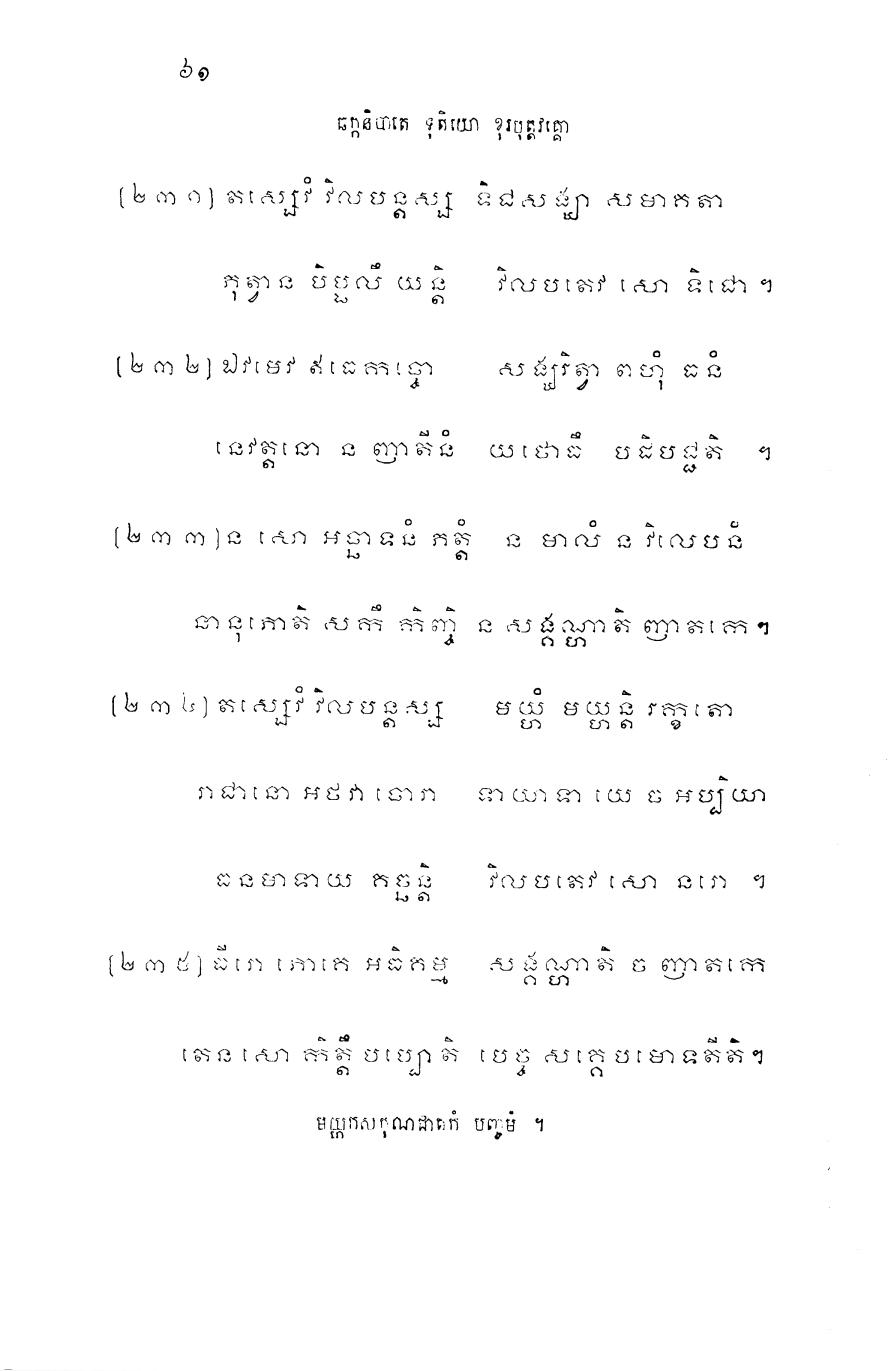 ៦១
ឆក្កនិបាតេ ទុតិយោ ខុរបុត្តវគ្គោ
(២៣១) តស្សេវំ វិលបន្តស្ស ទិជសង្ឃា សមាគតា
ភុត្វាន បិប្ផលឹ យន្តិ វិលបតេវ សោ ទិជោ ។
(២៣២) ឯវមេវ ឥធេកច្ចោ សង្ឃរិត្វា ពហុំ ធនំ
នេវត្តនោ ន ញាតីនំ យថោធឹ បដិបជ្ជតិ ។
(២៣៣) ន សោ អច្ឆាទនំ ភត្តំ ន មាលំ ន វិលេបនំ
នានុភោតិ សកឹ កិញ្ចិ ន សង្គណ្ហាតិ ញាតកេ។
(២៣៤) តស្សេវំ វិលបន្តស្ស មយ្ហំ មយ្ហន្តិ រក្ខតោ
រាជានោ អថវា ចោរា ទាយាទា យេ ច អប្បិយា
ធនមាទាយ គច្ឆន្តិ វិលបតេវ សោ នរោ ។
(២៣៥) ធីរោ ភោគេ អធិគម្ម សង្គណ្ហាតិ ច ញាតកេ
តេន សោ កិត្តឹ បប្បោតិ បេច្ច សគ្គេ បមោទតីតិ។
មយ្ហកសកុណជាតកំ បញ្ចមំ ។